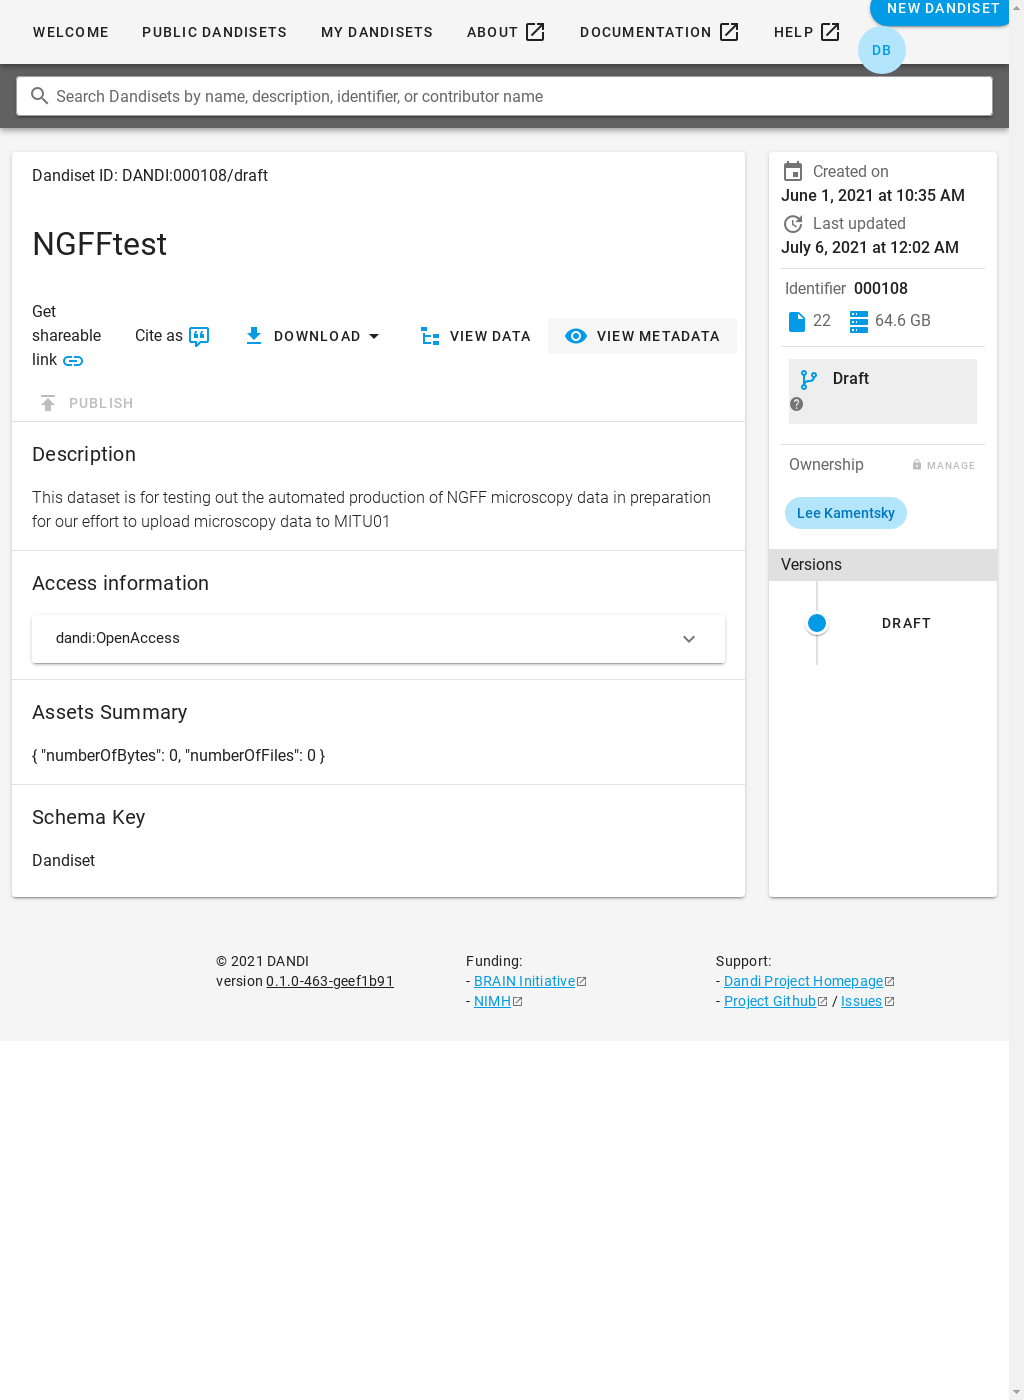 WELCOME PUBLIC DANDISETS MY DANDISETS ABOUT DOCUMENTATION HELP NEW DANDISET
DB
Search Dandisets by name, description, identifier, or contributor name
Dandiset ID: DANDI:000108/draft
NGFFtest
Get
shareable
link
Cite as
DOWNLOAD
VIEW DATA
VIEW METADATA
PUBLISH
Description
This dataset is for testing out the automated production of NGFF microscopy data in preparation
for our effort to upload microscopy data to MITU01
Access information
dandi:OpenAccess
Assets Summary
{ "numberOfBytes": 0, "numberOfFiles": 0 }
Schema Key
Dandiset
Created on
June 1, 2021 at 10:35 AM
Last updated
July 6, 2021 at 12:02 AM
Identifier 000108
22 64.6 GB
Draft
Ownership MANAGE
Lee Kamentsky
Versions
DRAFT
© 2021 DANDI
version 0.1.0-463-geef1b91
Funding:
- BRAIN Initiative
- NIMH
Support:
- Dandi Project Homepage
- Project Github / Issues